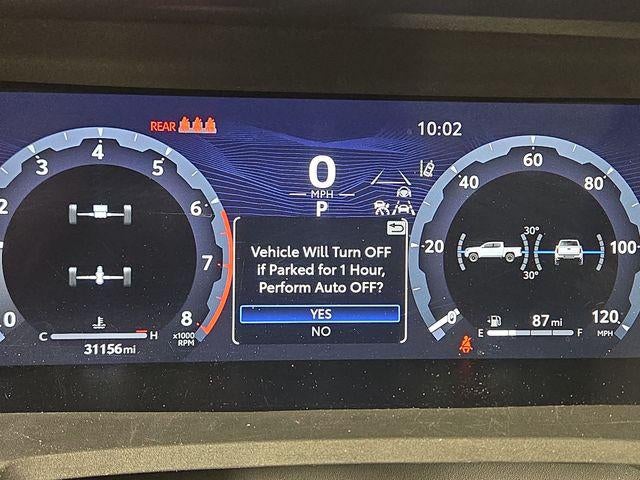 REAR
10:02
0
MPH
P
2
3
4
5
6
7
8
0
x1000
RPM
C
H
31156mi
Vehicle Will Turn OFF
if Parked for 1 Hour,
Perform Auto OFF?
YES
NO
0
20
40
60
80
100
120
MPH
30°
30°
E
F
87mi